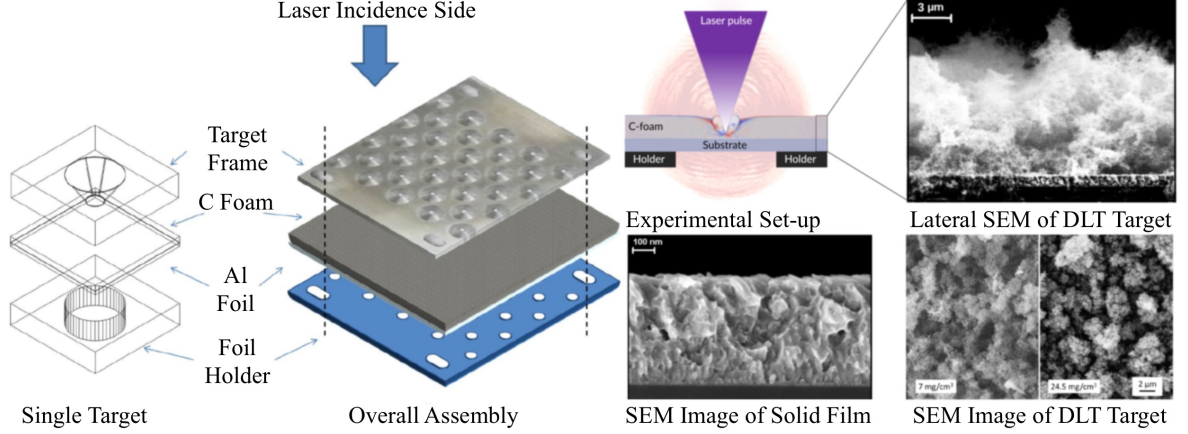 Laser Incidence Side
Target
Frame
C Foam
Al
Foil
Foil
Holder
Single Target
Overall Assembly
Laser pulse
C-foam
Substrate
Holder
Holder
Experimental Set-up
3 μm
Lateral SEM of DLT Target
100 nm
SEM Image of Solid Film
7 mg/cm³
24.5 mg/cm³
2 μm
SEM Image of DLT Target